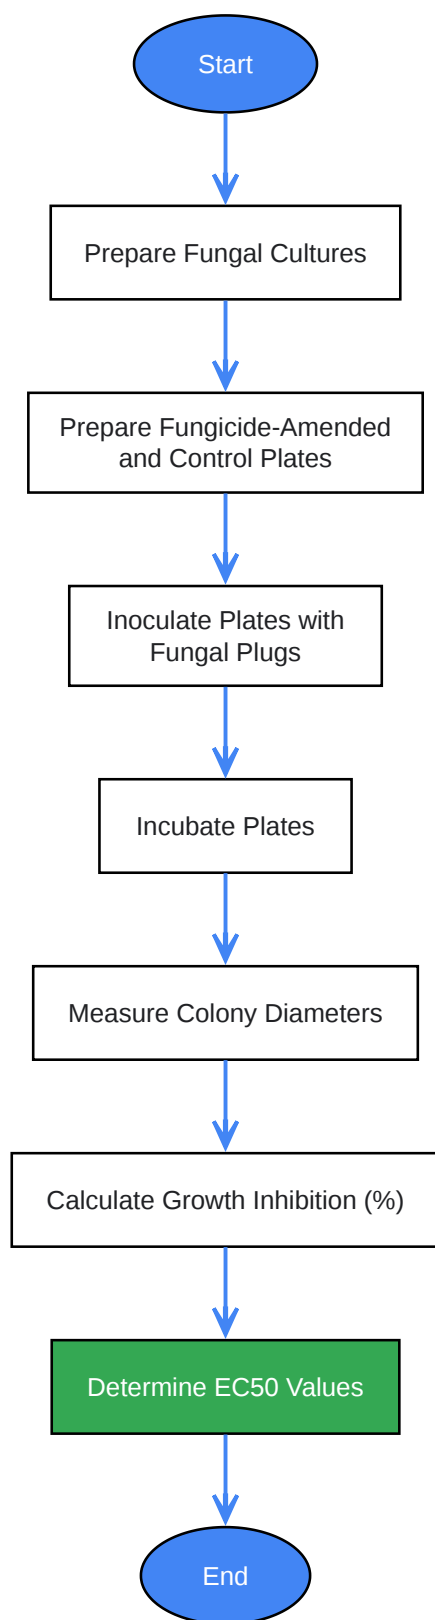 Start
Prepare Fungal Cultures
Prepare Fungicide-Amended
and Control Plates
Inoculate Plates with
Fungal Plugs
Incubate Plates
Measure Colony Diameters
Calculate Growth Inhibition (%)
Determine EC50 Values
End